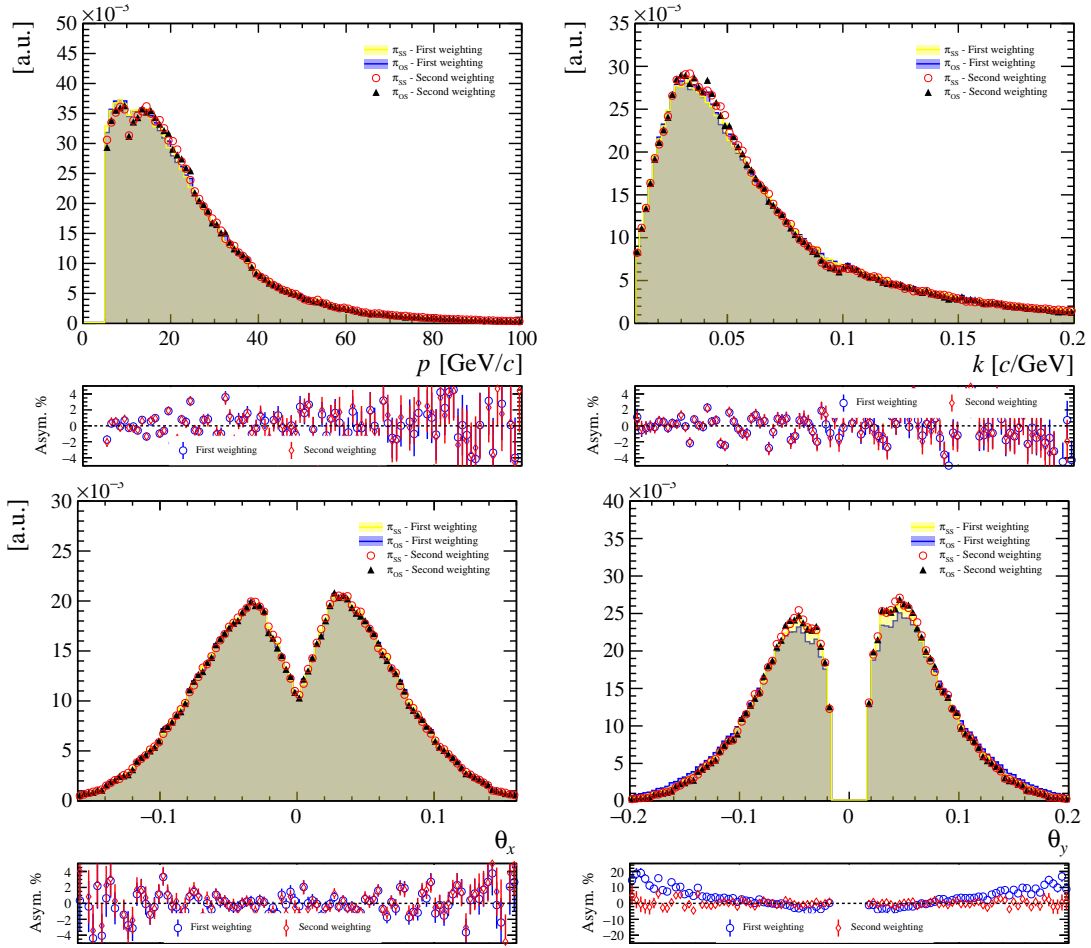 ×10⁻³
[a.u.]
50
45
40
35
30
25
20
15
10
5
0
π_SS - First weighting
π_OS - First weighting
π_SS - Second weighting
π_OS - Second weighting
0 20 40 60 80 100
p [GeV/c]
Asym. %
4
2
0
−2
−4
First weighting Second weighting
×10⁻³
[a.u.]
35
30
25
20
15
10
5
0
π_SS - First weighting
π_OS - First weighting
π_SS - Second weighting
π_OS - Second weighting
0.05 0.1 0.15 0.2
k [c/GeV]
Asym. %
4
2
0
−2
−4
First weighting Second weighting
×10⁻³
[a.u.]
30
25
20
15
10
5
0
π_SS - First weighting
π_OS - First weighting
π_SS - Second weighting
π_OS - Second weighting
−0.1 0 0.1
θ_x
Asym. %
4
2
0
−2
−4
First weighting Second weighting
×10⁻³
40
35
30
25
20
15
10
5
0
π_SS - First weighting
π_OS - First weighting
π_SS - Second weighting
π_OS - Second weighting
−0.2 −0.1 0 0.1 0.2
θ_y
Asym. %
20
10
0
−10
−20
First weighting Second weighting